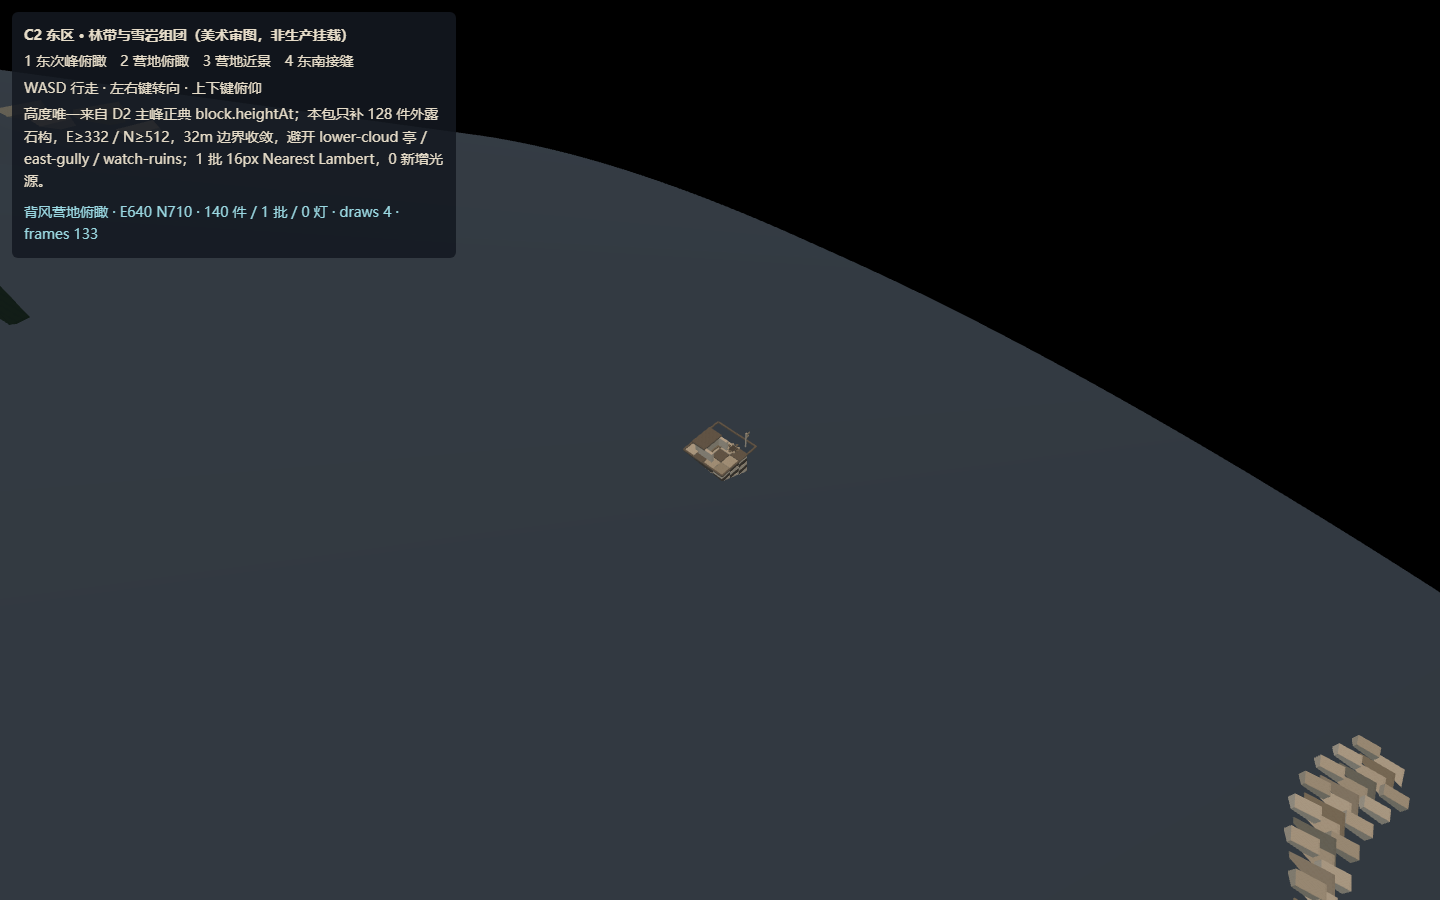 C2 东区 • 林带与雪岩组团（美术审图，非生产挂载）
1 东次峰俯瞰 2 营地俯瞰 3 营地近景 4 东南接缝
WASD 行走 · 左右键转向 · 上下键俯仰
高度唯一来自 D2 主峰正典 block.heightAt；本包只补 128 件外露
石构，E≥332 / N≥512，32m 边界收敛，避开 lower-cloud 亭 /
east-gully / watch-ruins；1 批 16px Nearest Lambert，0 新增光
源。
背风营地俯瞰 · E640 N710 · 140 件 / 1 批 / 0 灯 · draws 4 ·
frames 133